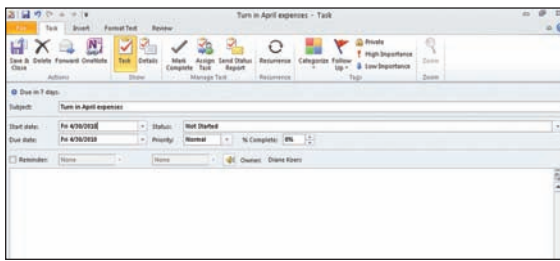 Turn in April expenses - Task
File Task Insert Format Text Review
Save & Close Delete Forward OneNote Task Details Mark Complete Assign Task Send Status Report Recurrence Categorize Follow Up Private High Importance Low Importance Zoom
Actions Show Manage Task Recurrence Tags Zoom
Due in 7 days.
Subject: Turn in April expenses
Start date: Fri 4/30/2010 Status: Not Started
Due date: Fri 4/30/2010 Priority: Normal % Complete: 0%
Reminder: None None Owner: Diane Koers